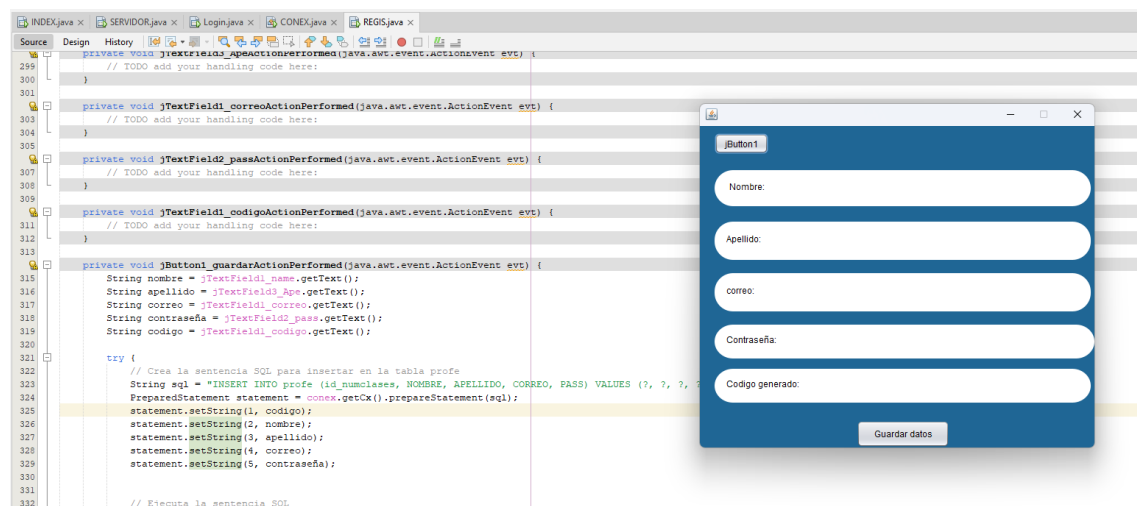 INDEX.java × SERVIDOR.java × Login.java × CONEX.java × REGIS.java ×
Source Design History
private void jTextField3_ApeActionPerformed(java.awt.event.ActionEvent evt) {
299 // TODO add your handling code here:
300 }
301
private void jTextField1_correoActionPerformed(java.awt.event.ActionEvent evt) {
303 // TODO add your handling code here:
304 }
305
private void jTextField2_passActionPerformed(java.awt.event.ActionEvent evt) {
307 // TODO add your handling code here:
308 }
309
private void jTextField1_codigoActionPerformed(java.awt.event.ActionEvent evt) {
311 // TODO add your handling code here:
312 }
313
private void jButton1_guardarActionPerformed(java.awt.event.ActionEvent evt) {
315 String nombre = jTextField1_name.getText();
316 String apellido = jTextField3_Ape.getText();
317 String correo = jTextField1_correo.getText();
318 String contraseña = jTextField2_pass.getText();
319 String codigo = jTextField1_codigo.getText();
320
321 try {
322 // Crea la sentencia SQL para insertar en la tabla profe
323 String sql = "INSERT INTO profe (id_numclases, NOMBRE, APELLIDO, CORREO, PASS) VALUES (?, ?, ?, ?
324 PreparedStatement statement = conex.getCx().prepareStatement(sql);
325 statement.setString(1, codigo);
326 statement.setString(2, nombre);
327 statement.setString(3, apellido);
328 statement.setString(4, correo);
329 statement.setString(5, contraseña);
330
331
332 // Ejecuta la sentencia SQL
jButton1
Nombre:
Apellido:
correo:
Contraseña:
Codigo generado:
Guardar datos